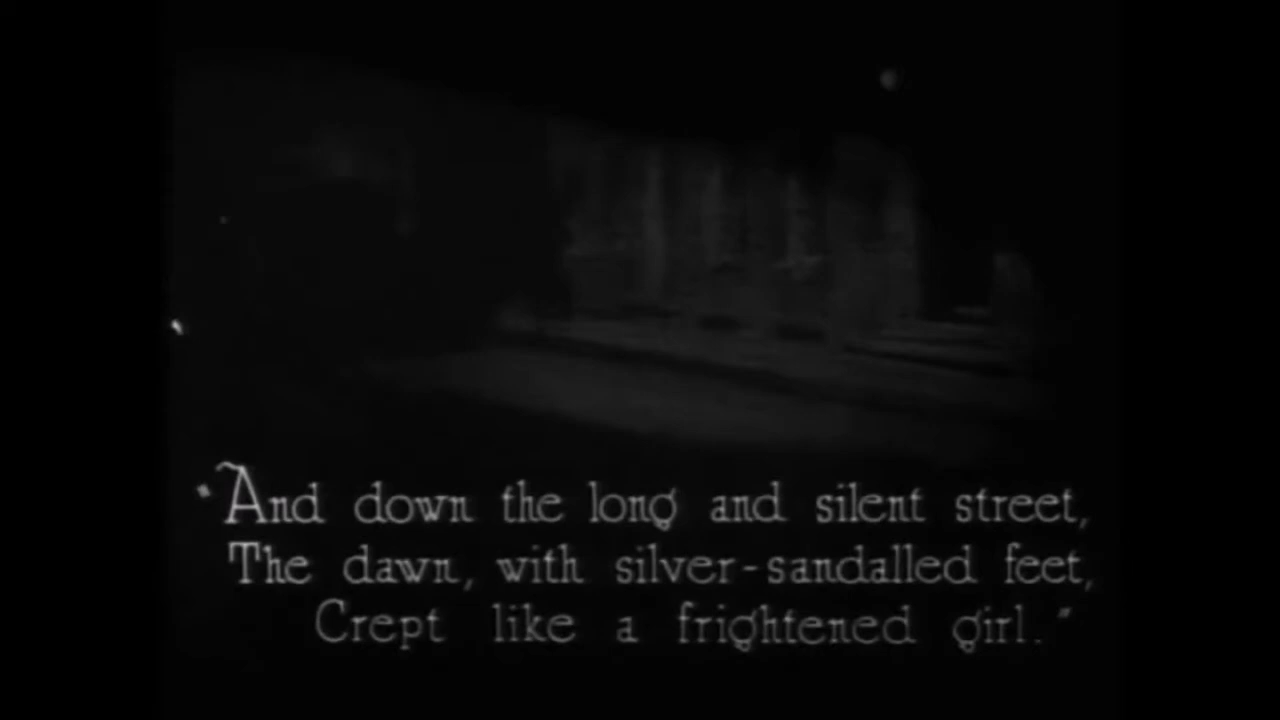 "And down the long and silent street,
The dawn, with silver-sandalled feet,
Crept like a frightened girl."